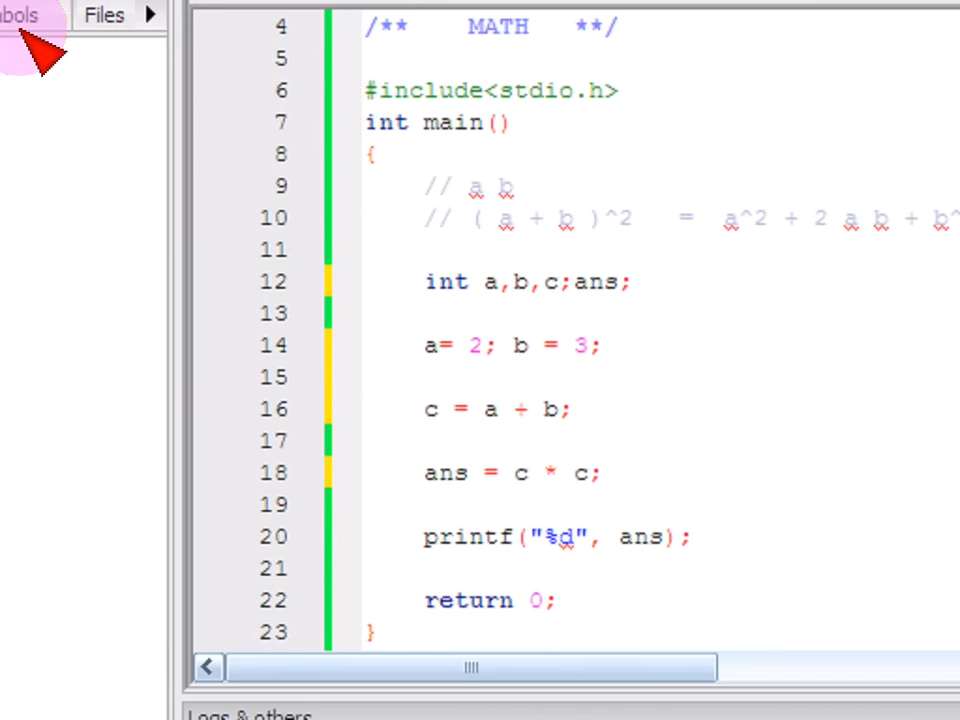 Files
4 /** MATH **/
5
6 #include<stdio.h>
7 int main()
8 {
9 // a b
10 // ( a + b )^2 = a^2 + 2 a b + b^
11
12 int a,b,c;ans;
13
14 a= 2; b = 3;
15
16 c = a + b;
17
18 ans = c * c;
19
20 printf("%d", ans);
21
22 return 0;
23 }
Logs & others